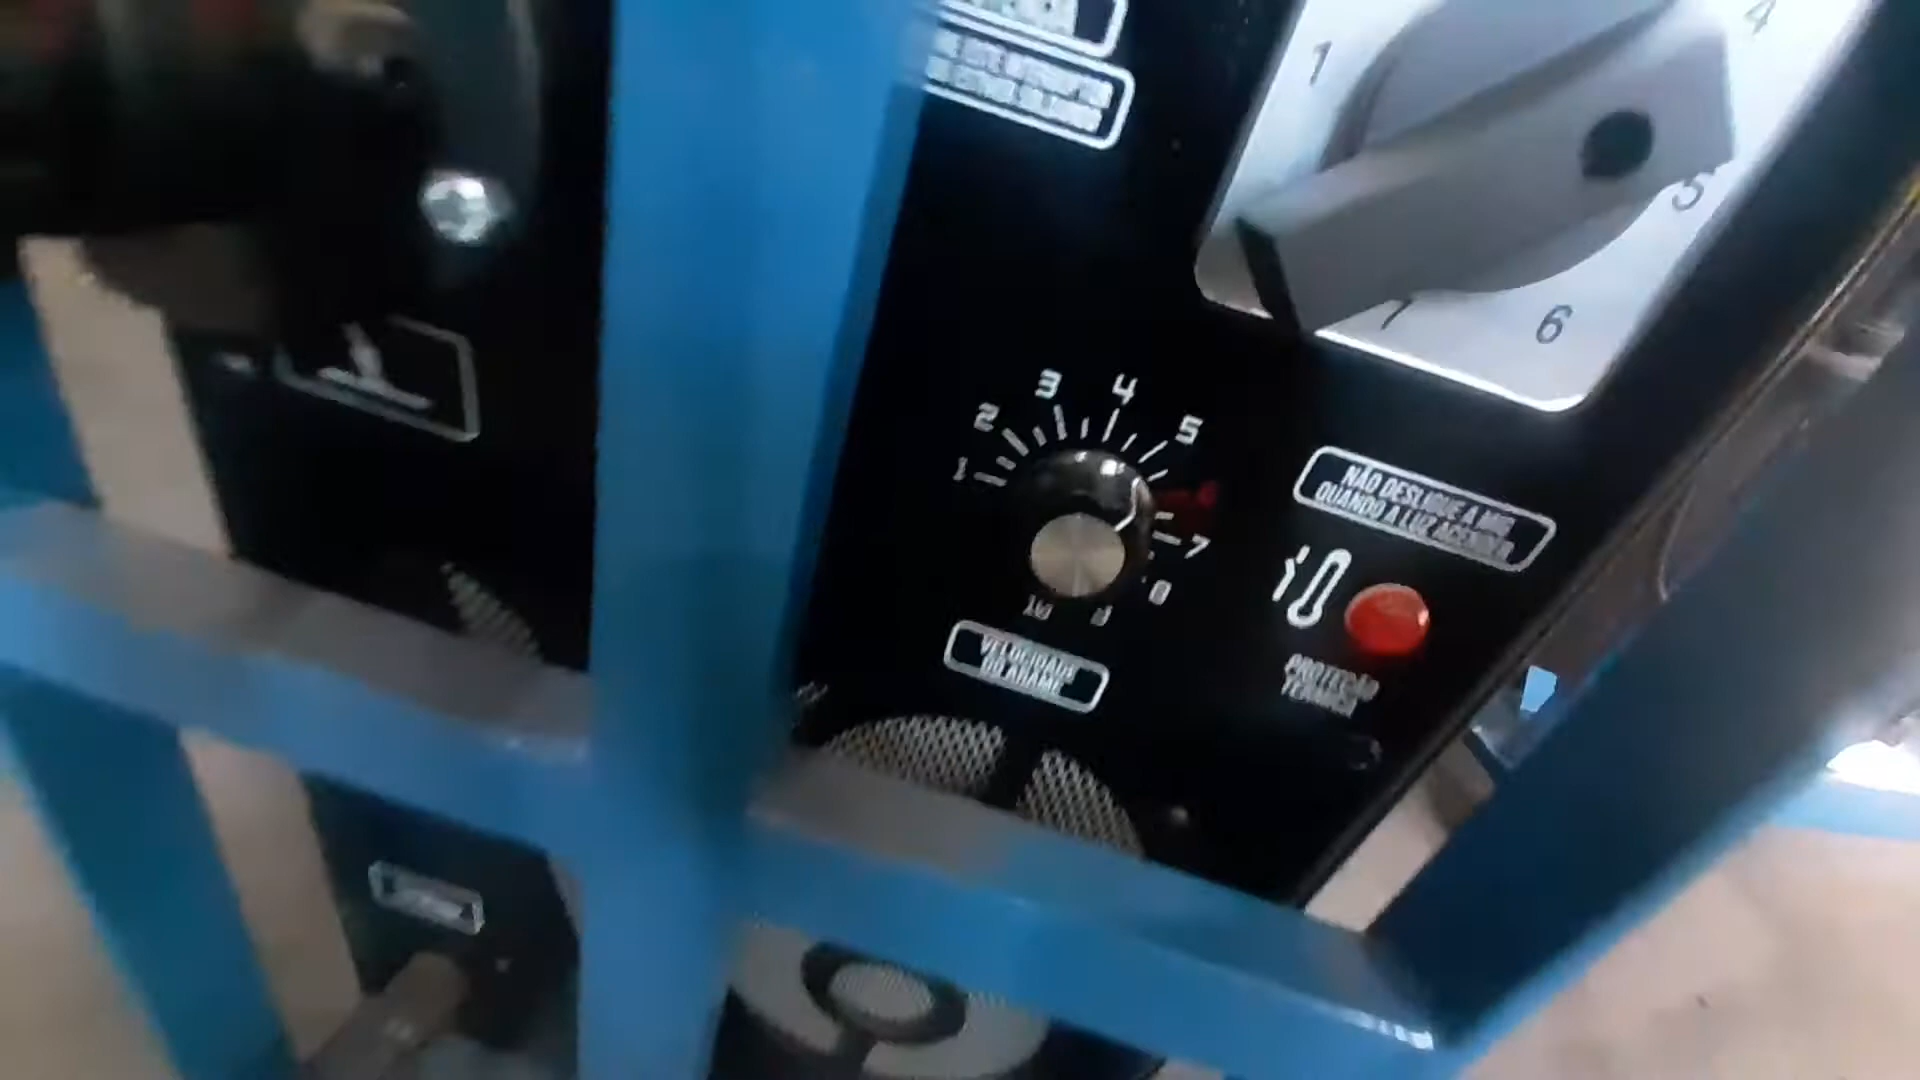 1
4
5
6
7
3 4
2 5
1 6
7
8
10 9
VELOCIDADE
DO ARAME
NÃO DESLIGUE A MIG
QUANDO A LUZ ACENDER
PROTEÇÃO
TÉRMICA